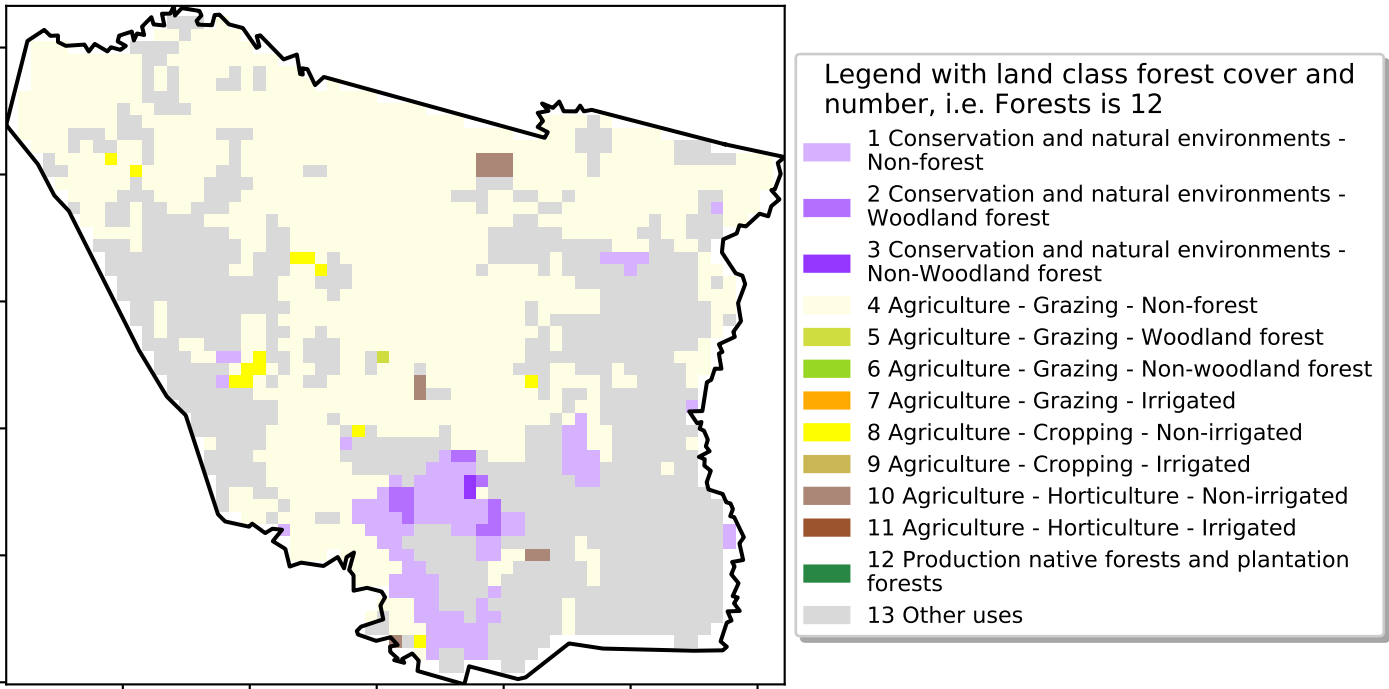 Legend with land class forest cover and
number, i.e. Forests is 12
1 Conservation and natural environments -
Non-forest
2 Conservation and natural environments -
Woodland forest
3 Conservation and natural environments -
Non-Woodland forest
4 Agriculture - Grazing - Non-forest
5 Agriculture - Grazing - Woodland forest
6 Agriculture - Grazing - Non-woodland forest
7 Agriculture - Grazing - Irrigated
8 Agriculture - Cropping - Non-irrigated
9 Agriculture - Cropping - Irrigated
10 Agriculture - Horticulture - Non-irrigated
11 Agriculture - Horticulture - Irrigated
12 Production native forests and plantation
forests
13 Other uses